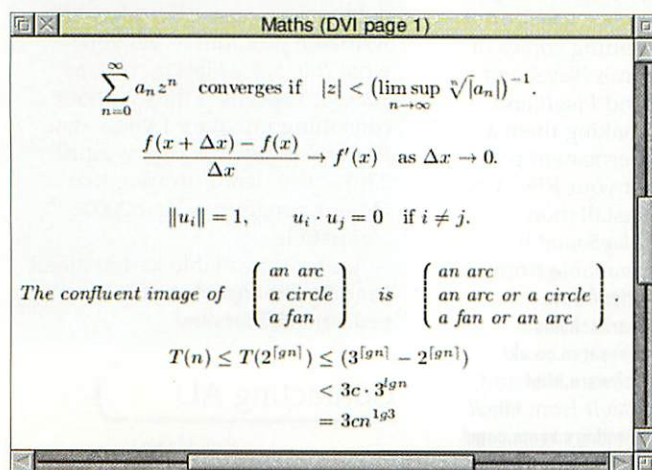 Maths (DVI page 1)
∑_{n=0}^{∞} a_n z^n converges if |z| < (lim sup_{n→∞} ⁿ√|a_n|)^{-1}.
(f(x + Δx) − f(x)) / Δx → f′(x) as Δx → 0.
‖u_i‖ = 1, u_i · u_j = 0 if i ≠ j.
The confluent image of { an arc / a circle / a fan } is { an arc / an arc or a circle / a fan or an arc }
T(n) ≤ T(2^{⌈lg n⌉}) ≤ (3^{⌈lg n⌉} − 2^{⌈lg n⌉})
< 3c · 3^{lg n}
= 3cn^{1g3}